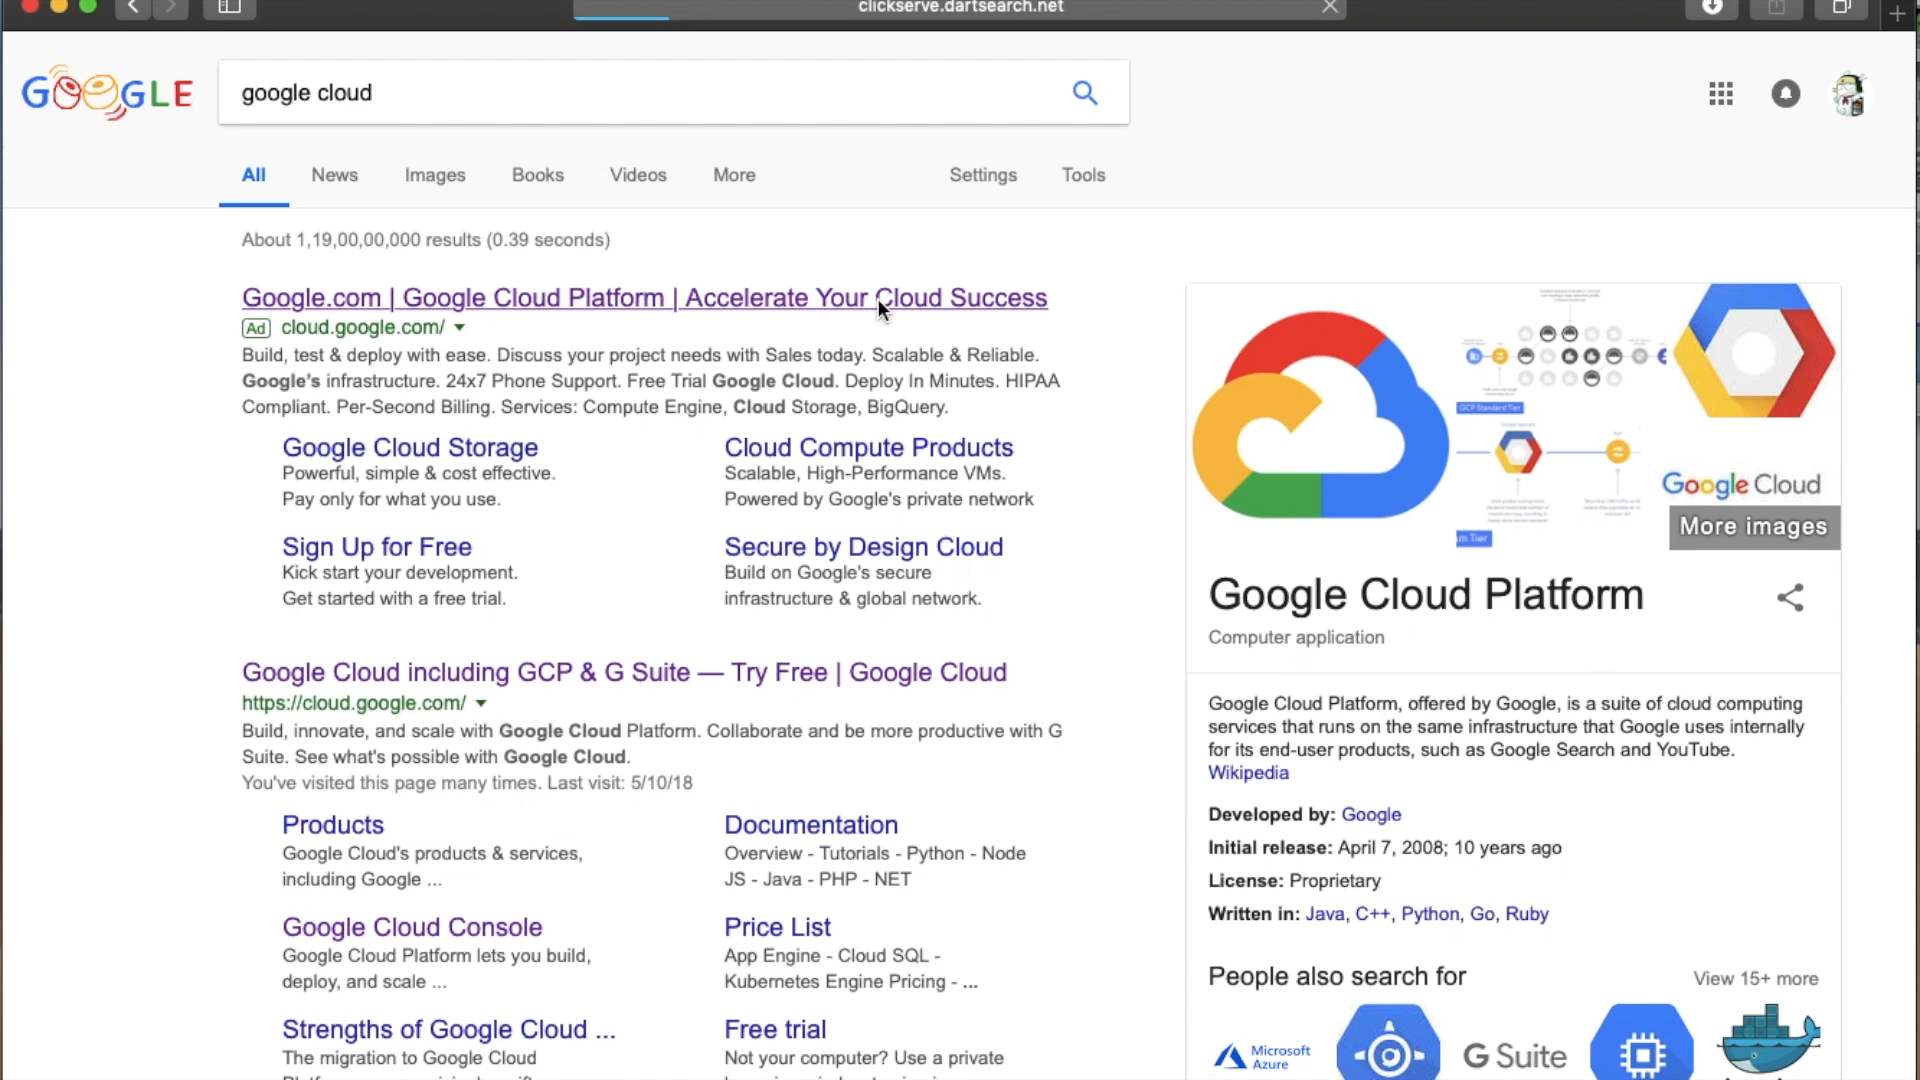 clickserve.dartsearch.net
GOOGLE
google cloud
All News Images Books Videos More Settings Tools
About 1,19,00,00,000 results (0.39 seconds)
Google.com | Google Cloud Platform | Accelerate Your Cloud Success
Ad cloud.google.com/
Build, test & deploy with ease. Discuss your project needs with Sales today. Scalable & Reliable.
Google's infrastructure. 24x7 Phone Support. Free Trial Google Cloud. Deploy In Minutes. HIPAA
Compliant. Per-Second Billing. Services: Compute Engine, Cloud Storage, BigQuery.
Google Cloud Storage
Powerful, simple & cost effective.
Pay only for what you use.
Cloud Compute Products
Scalable, High-Performance VMs.
Powered by Google's private network
Sign Up for Free
Kick start your development.
Get started with a free trial.
Secure by Design Cloud
Build on Google's secure
infrastructure & global network.
Google Cloud including GCP & G Suite — Try Free | Google Cloud
https://cloud.google.com/
Build, innovate, and scale with Google Cloud Platform. Collaborate and be more productive with G
Suite. See what's possible with Google Cloud.
You've visited this page many times. Last visit: 5/10/18
Products
Google Cloud's products & services,
including Google ...
Documentation
Overview - Tutorials - Python - Node
JS - Java - PHP - NET
Google Cloud Console
Google Cloud Platform lets you build,
deploy, and scale ...
Price List
App Engine - Cloud SQL -
Kubernetes Engine Pricing - ...
Strengths of Google Cloud ...
The migration to Google Cloud
Free trial
Not your computer? Use a private
GCP Standard Tier
m Tier
Google Cloud
More images
Google Cloud Platform
Computer application
Google Cloud Platform, offered by Google, is a suite of cloud computing
services that runs on the same infrastructure that Google uses internally
for its end-user products, such as Google Search and YouTube.
Wikipedia
Developed by: Google
Initial release: April 7, 2008; 10 years ago
License: Proprietary
Written in: Java, C++, Python, Go, Ruby
People also search for
View 15+ more
Microsoft
Azure
G Suite